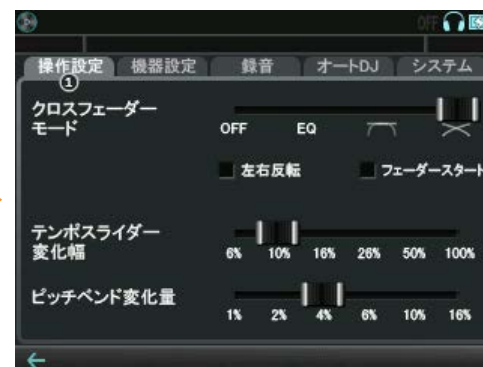 OFF
操作設定 機器設定 録音 オートDJ システム
①
クロスフェーダー
モード
OFF EQ
左右反転 フェーダースタート
テンポスライダー
変化幅
6% 10% 16% 26% 50% 100%
ピッチベンド変化量
1% 2% 4% 6% 10% 16%